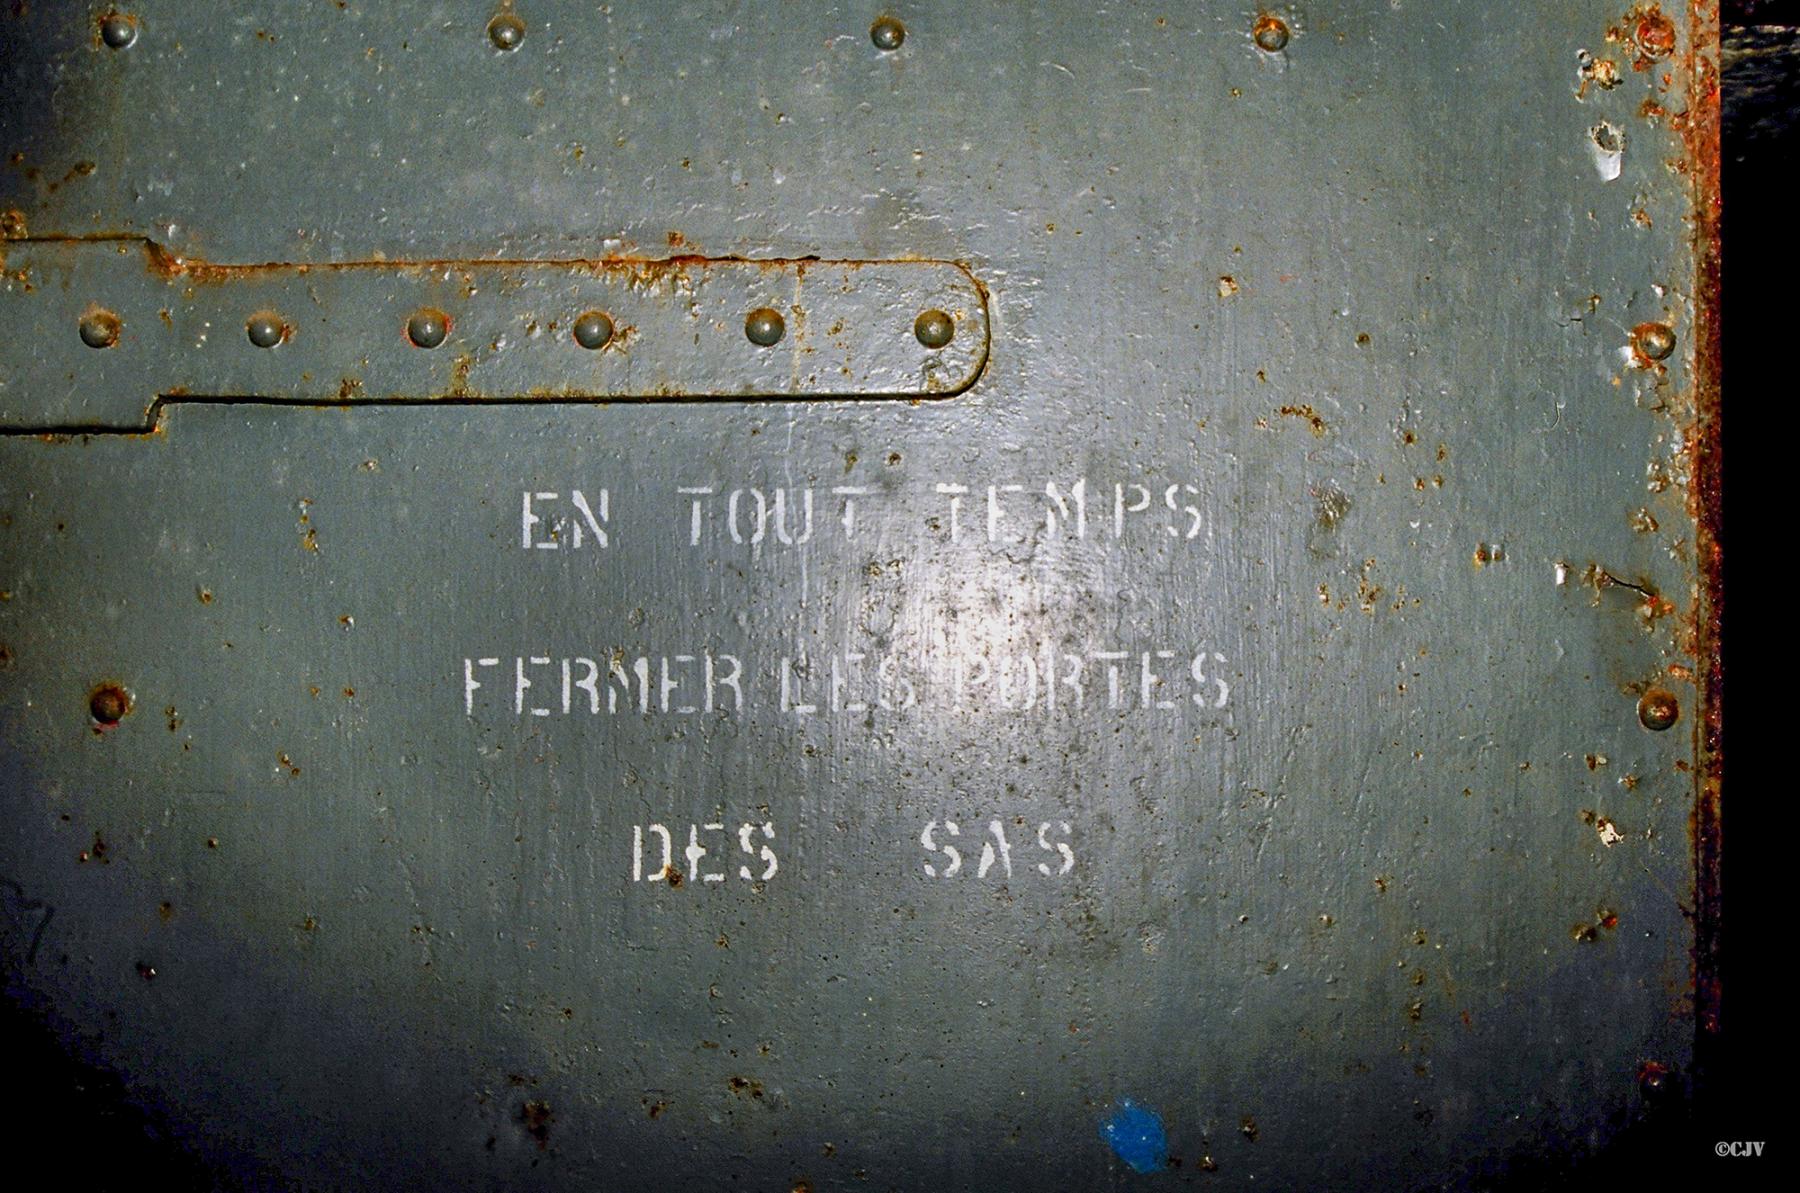 EN TOUT TEMPS
FERMER LES PORTES
DES SAS
©CJV